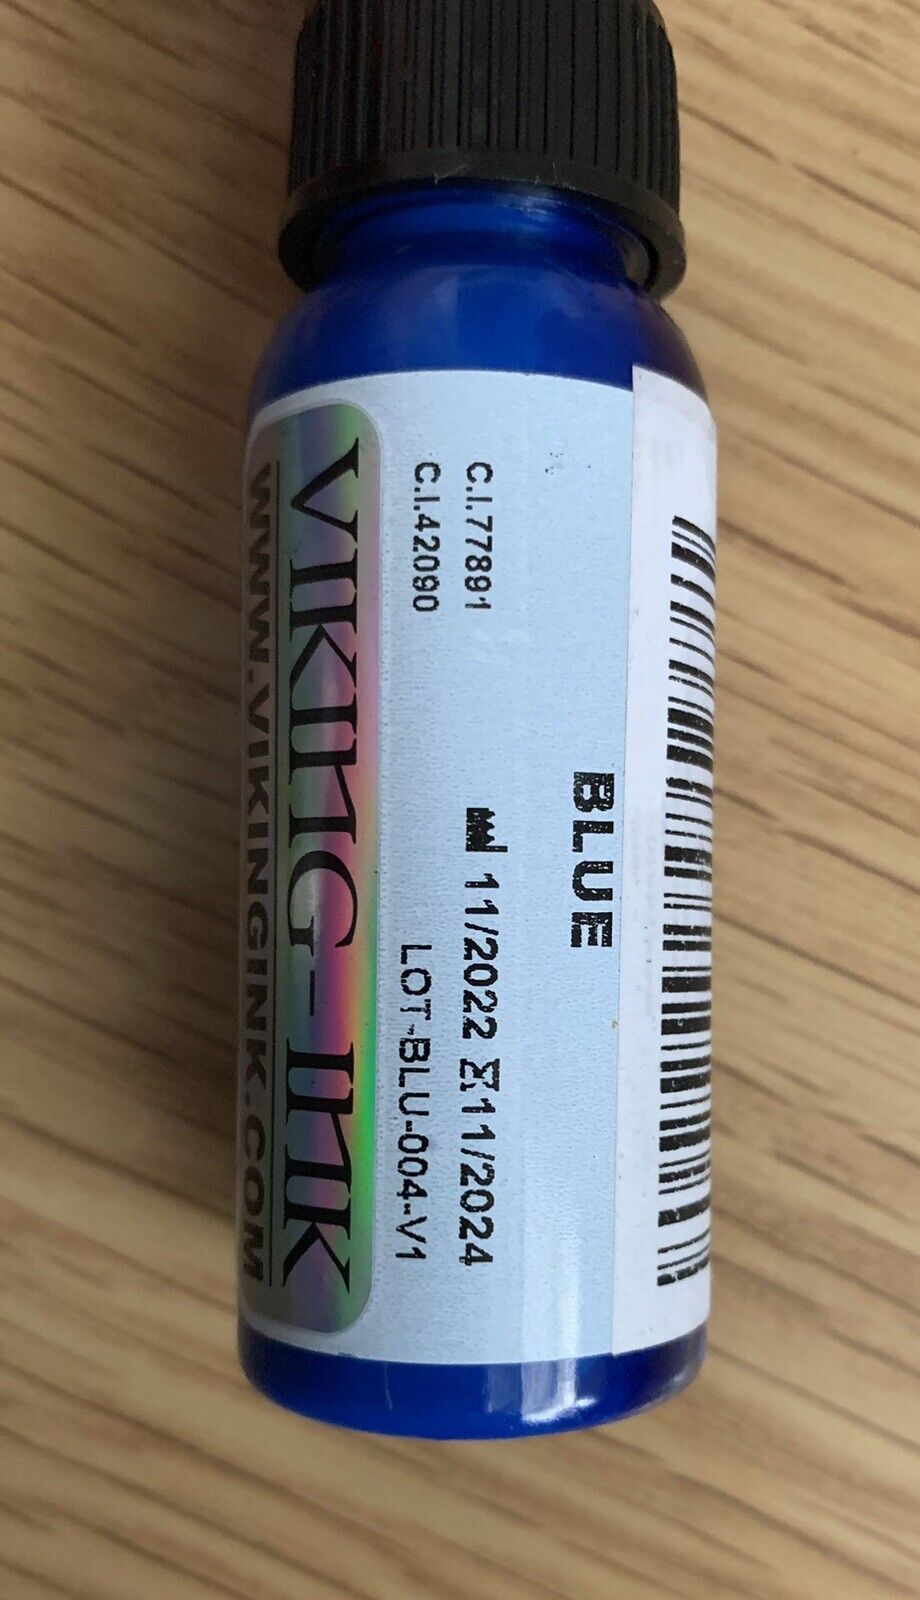 BLUE
C.I.77891
11/2022 11/2024
C.I.42090
LOT-BLU-004-V1
VIKING-INK
WWW.VIKINGINK.COM